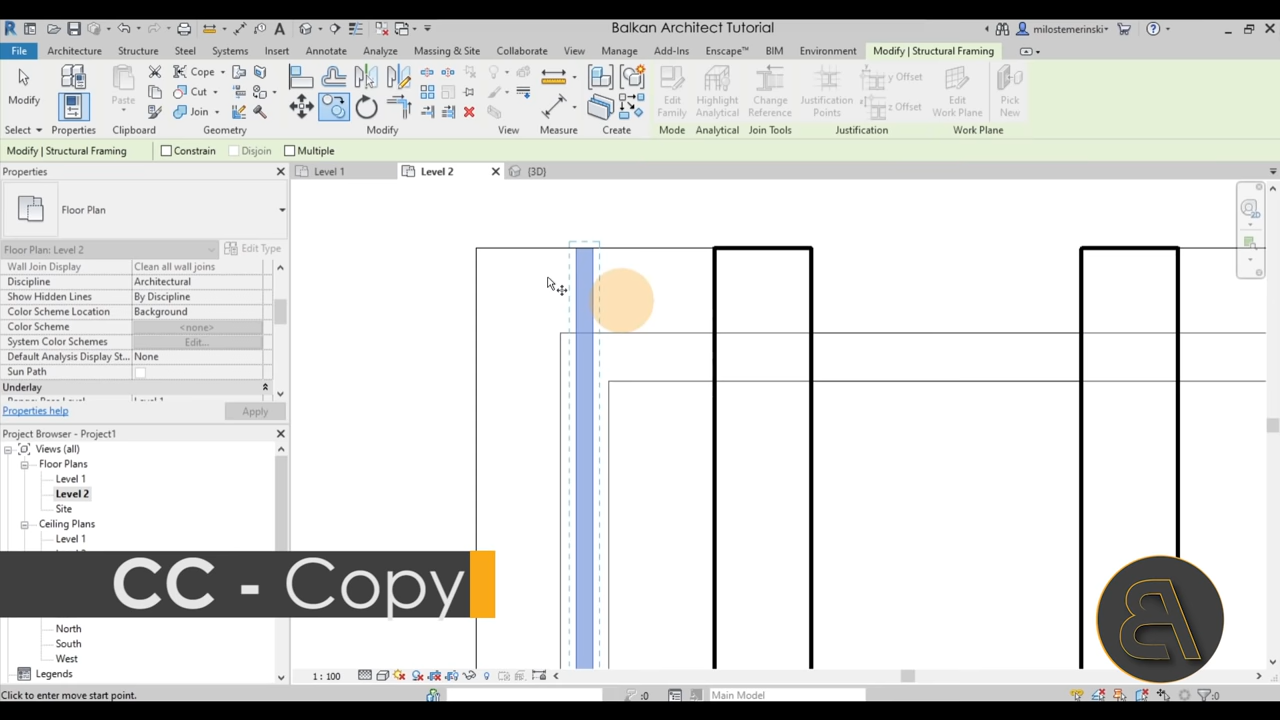 Balkan Architect Tutorial
milostemerinski
File
Architecture
Structure
Steel
Systems
Insert
Annotate
Analyze
Massing & Site
Collaborate
View
Manage
Add-Ins
Enscape™
BIM
Environment
Modify | Structural Framing
Modify
Paste
Cope
Cut
Join
Edit Family
Highlight Analytical
Change Reference
Justification Points
y Offset
z Offset
Edit Work Plane
Pick New
Select
Properties
Clipboard
Geometry
Modify
View
Measure
Create
Mode
Analytical
Join Tools
Justification
Work Plane
Modify | Structural Framing
Constrain
Disjoin
Multiple
Properties
Level 1
Level 2
{3D}
Floor Plan
Floor Plan: Level 2
Edit Type
Wall Join Display Clean all wall joins
Discipline Architectural
Show Hidden Lines By Discipline
Color Scheme Location Background
Color Scheme <none>
System Color Schemes Edit...
Default Analysis Display St... None
Sun Path
Underlay
Properties help
Apply
Project Browser - Project1
Views (all)
Floor Plans
Level 1
Level 2
Site
Ceiling Plans
Level 1
CC - Copy
North
South
West
Legends
1 : 100
Click to enter move start point.
:0
Main Model
:0